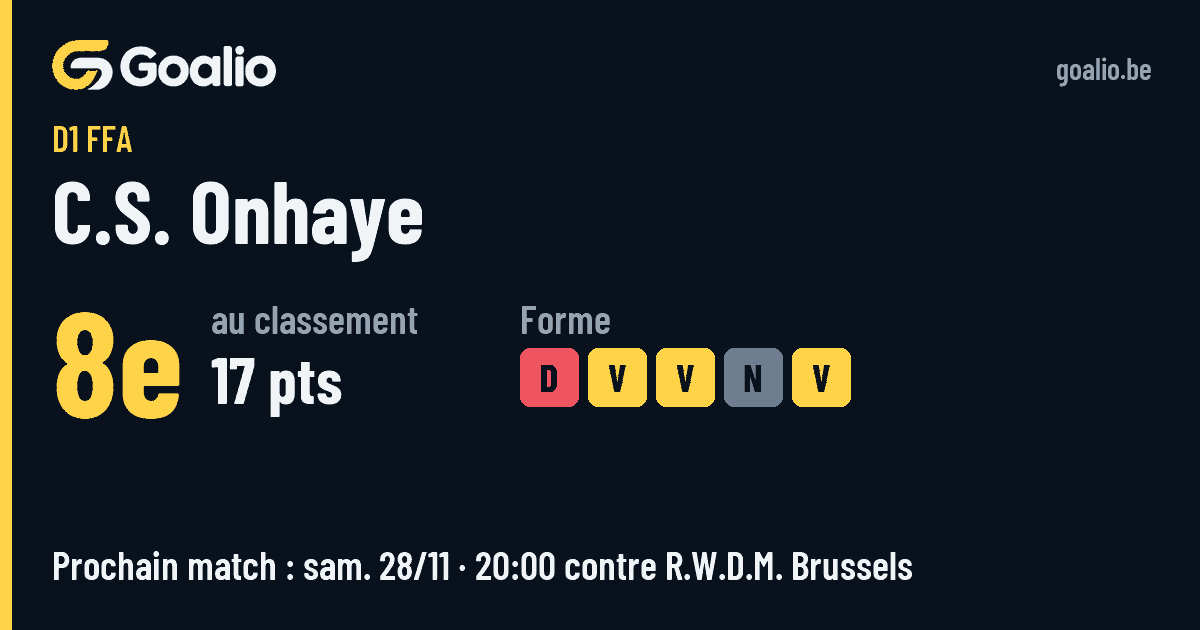 Goalio
goalio.be
D1 FFA
C.S. Onhaye
8e
au classement
17 pts
Forme
D V V N V
Prochain match : sam. 28/11 · 20:00 contre R.W.D.M. Brussels